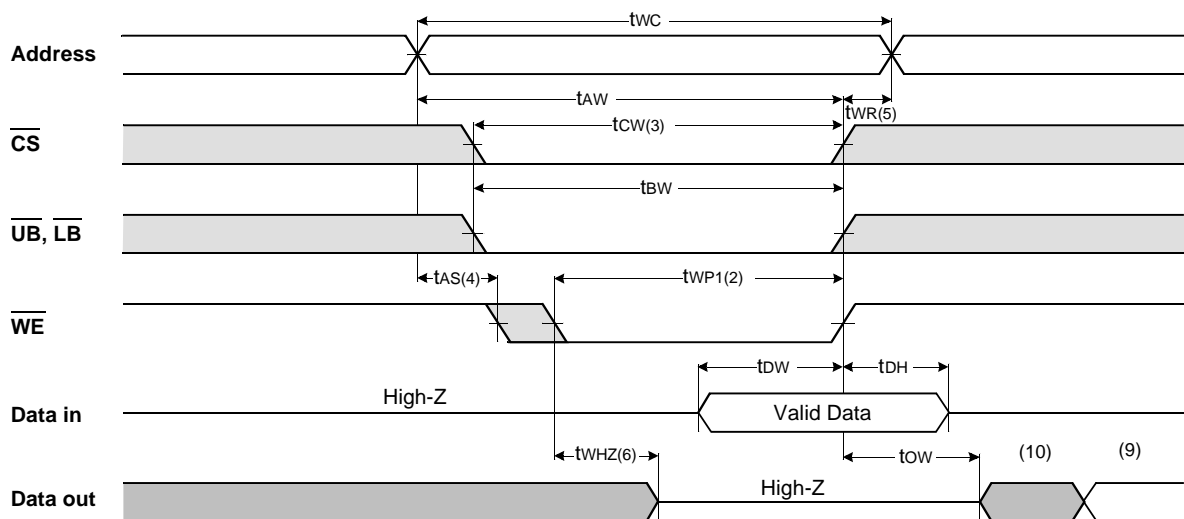 tWC
Address
tAW
tWR(5)
tCW(3)
CS
tBW
UB, LB
tAS(4)
tWP1(2)
WE
tDW
tDH
High-Z
Valid Data
Data in
tWHZ(6)
tOW
(10)
(9)
High-Z
Data out